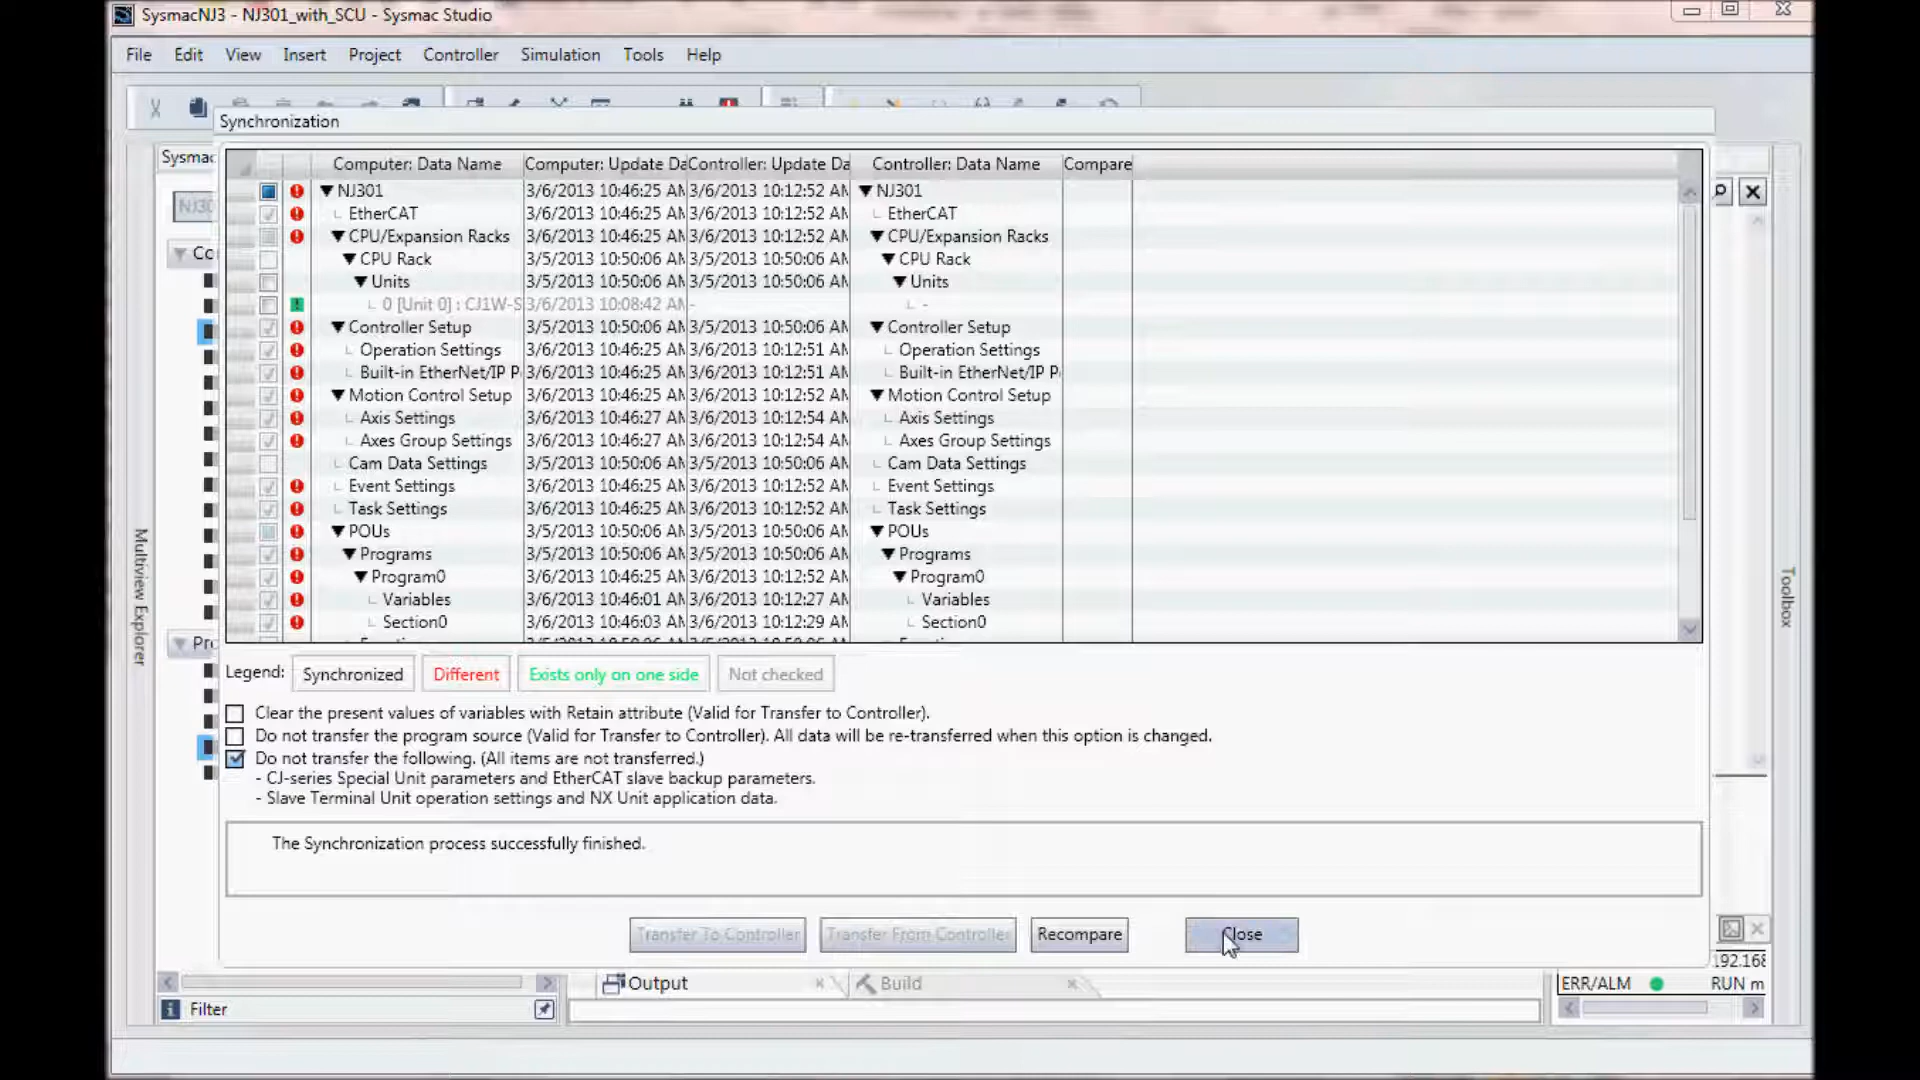 SysmacNJ3 - NJ301_with_SCU - Sysmac Studio
File Edit View Insert Project Controller Simulation Tools Help
Synchronization
Sysmac
NJ30
Co
Pro
Multiview Explorer
Toolbox
Computer: Data Name Computer: Update Da Controller: Update Da Controller: Data Name Compare
NJ301 3/6/2013 10:46:25 AM 3/6/2013 10:12:52 AM NJ301
EtherCAT 3/6/2013 10:46:25 AM 3/6/2013 10:12:52 AM EtherCAT
CPU/Expansion Racks 3/6/2013 10:46:25 AM 3/6/2013 10:12:52 AM CPU/Expansion Racks
CPU Rack 3/5/2013 10:50:06 AM 3/5/2013 10:50:06 AM CPU Rack
Units 3/5/2013 10:50:06 AM 3/5/2013 10:50:06 AM Units
0 [Unit 0] : CJ1W-S 3/6/2013 10:08:42 AM - -
Controller Setup 3/5/2013 10:50:06 AM 3/5/2013 10:50:06 AM Controller Setup
Operation Settings 3/6/2013 10:46:25 AM 3/6/2013 10:12:51 AM Operation Settings
Built-in EtherNet/IP P 3/6/2013 10:46:25 AM 3/6/2013 10:12:51 AM Built-in EtherNet/IP P
Motion Control Setup 3/6/2013 10:46:25 AM 3/6/2013 10:12:52 AM Motion Control Setup
Axis Settings 3/6/2013 10:46:27 AM 3/6/2013 10:12:54 AM Axis Settings
Axes Group Settings 3/6/2013 10:46:27 AM 3/6/2013 10:12:54 AM Axes Group Settings
Cam Data Settings 3/5/2013 10:50:06 AM 3/5/2013 10:50:06 AM Cam Data Settings
Event Settings 3/6/2013 10:46:25 AM 3/6/2013 10:12:52 AM Event Settings
Task Settings 3/6/2013 10:46:25 AM 3/6/2013 10:12:52 AM Task Settings
POUs 3/5/2013 10:50:06 AM 3/5/2013 10:50:06 AM POUs
Programs 3/5/2013 10:50:06 AM 3/5/2013 10:50:06 AM Programs
Program0 3/6/2013 10:46:25 AM 3/6/2013 10:12:52 AM Program0
Variables 3/6/2013 10:46:01 AM 3/6/2013 10:12:27 AM Variables
Section0 3/6/2013 10:46:03 AM 3/6/2013 10:12:29 AM Section0
Legend: Synchronized Different Exists only on one side Not checked
Clear the present values of variables with Retain attribute (Valid for Transfer to Controller).
Do not transfer the program source (Valid for Transfer to Controller). All data will be re-transferred when this option is changed.
Do not transfer the following. (All items are not transferred.)
- CJ-series Special Unit parameters and EtherCAT slave backup parameters.
- Slave Terminal Unit operation settings and NX Unit application data.
The Synchronization process successfully finished.
Transfer To Controller Transfer From Controller Recompare Close
192.168
Output Build ERR/ALM RUN m
Filter